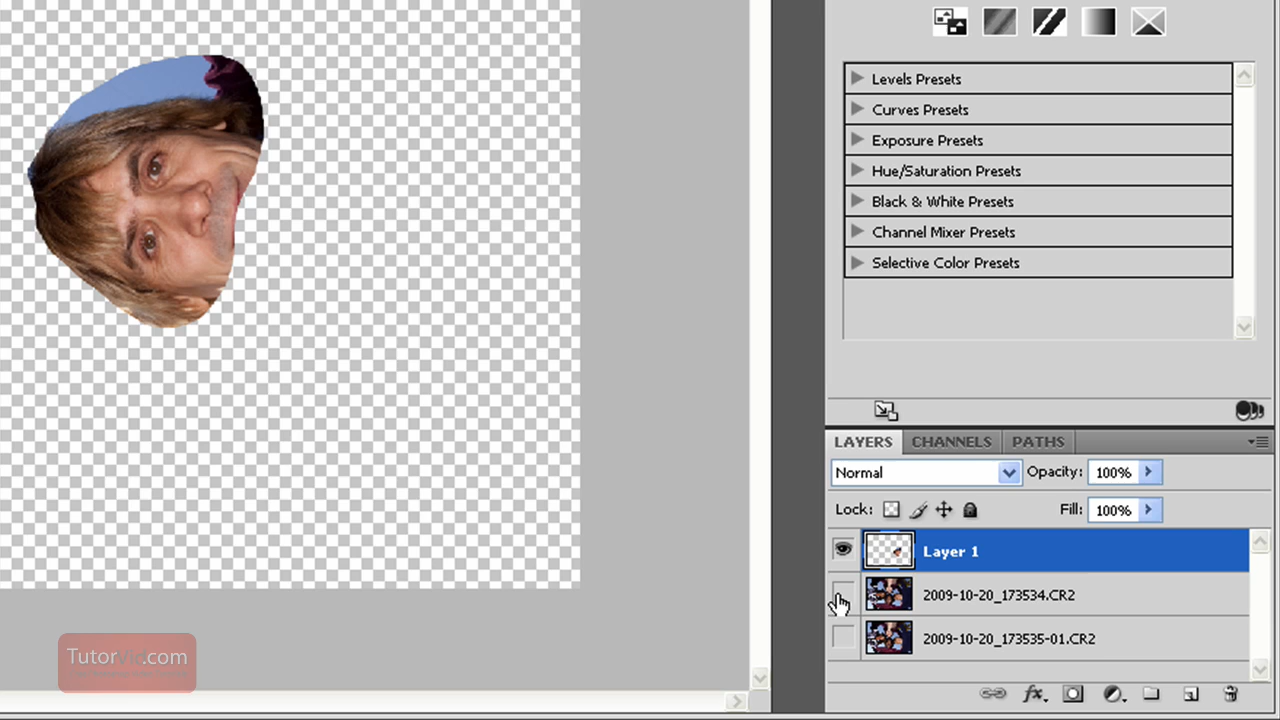 Levels Presets
Curves Presets
Exposure Presets
Hue/Saturation Presets
Black & White Presets
Channel Mixer Presets
Selective Color Presets
LAYERS CHANNELS PATHS
Normal Opacity: 100%
Lock: Fill: 100%
Layer 1
2009-10-20_173534.CR2
2009-10-20_173535-01.CR2
TutorVid.com